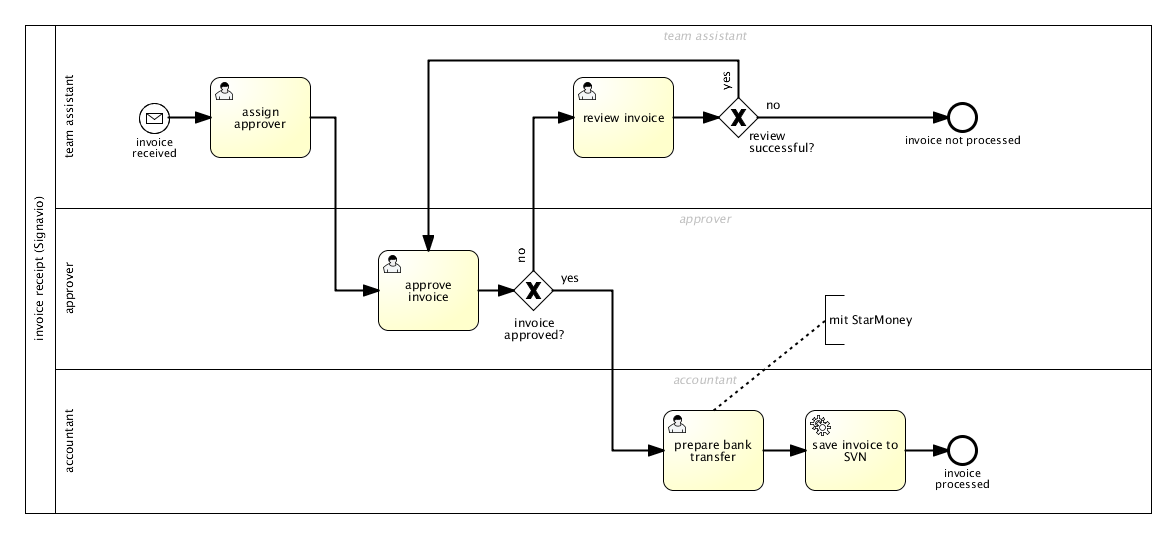 invoice receipt (Signavio)
team assistant
team assistant
assign
approver
invoice
received
review invoice
yes
no
review
successful?
invoice not processed
approver
approver
approve
invoice
no
yes
invoice
approved?
mit StarMoney
accountant
accountant
prepare bank
transfer
save invoice to
SVN
invoice
processed